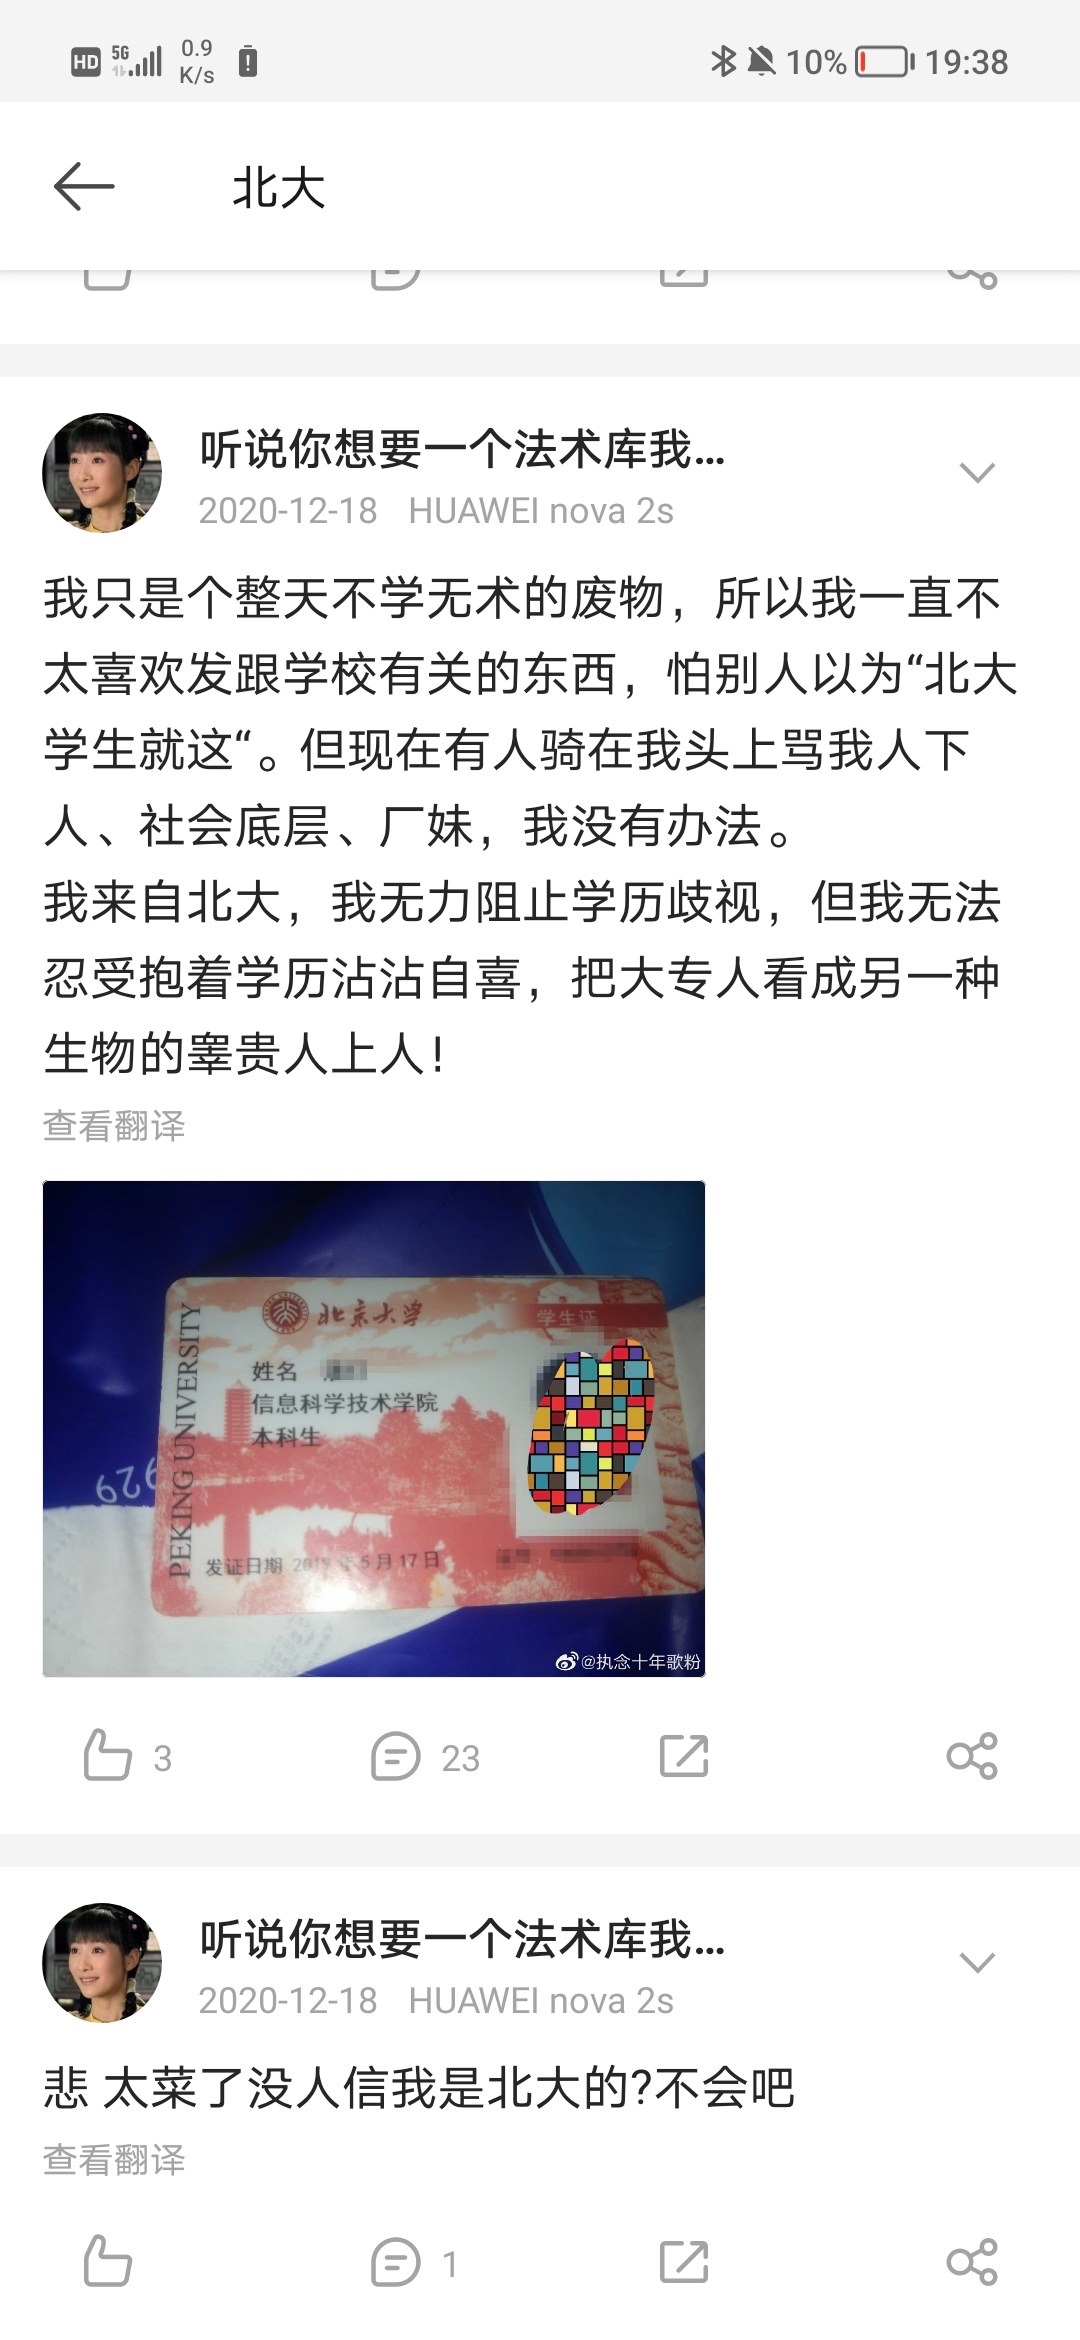 HD 5G 0.9 K/s 10% 19:38
北大
听说你想要一个法术库我...
2020-12-18 HUAWEI nova 2s
我只是个整天不学无术的废物，所以我一直不
太喜欢发跟学校有关的东西，怕别人以为“北大
学生就这“。但现在有人骑在我头上骂我人下
人、社会底层、厂妹，我没有办法。
我来自北大，我无力阻止学历歧视，但我无法
忍受抱着学历沾沾自喜，把大专人看成另一种
生物的睾贵人上人！
查看翻译
北京大学
学生证
PEKING UNIVERSITY
姓名
信息科学技术学院
本科生
929
发证日期 年5月17日
@执念十年歌粉
3 23
听说你想要一个法术库我...
2020-12-18 HUAWEI nova 2s
悲 太菜了没人信我是北大的?不会吧
查看翻译
1